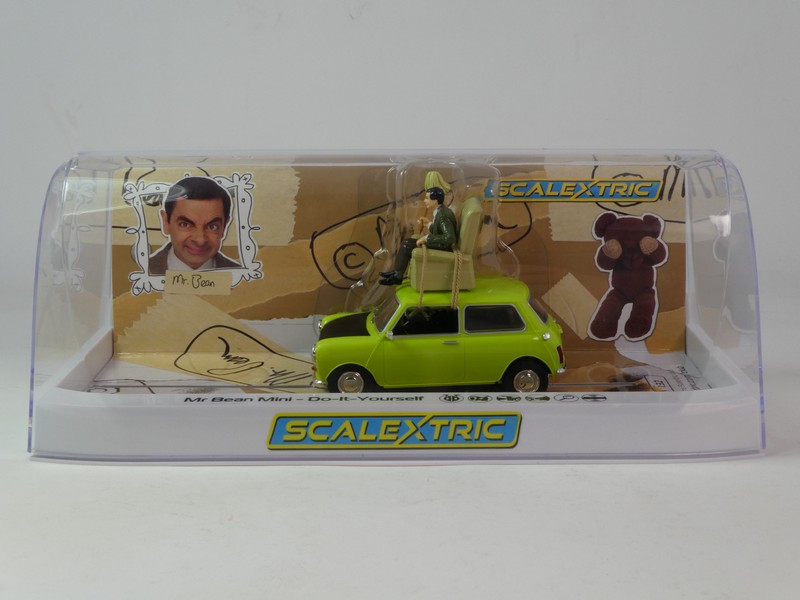 SCALEXTRIC
Mr. Bean
©
Mr Bean Mini - Do-It-Yourself
SCALEXTRIC